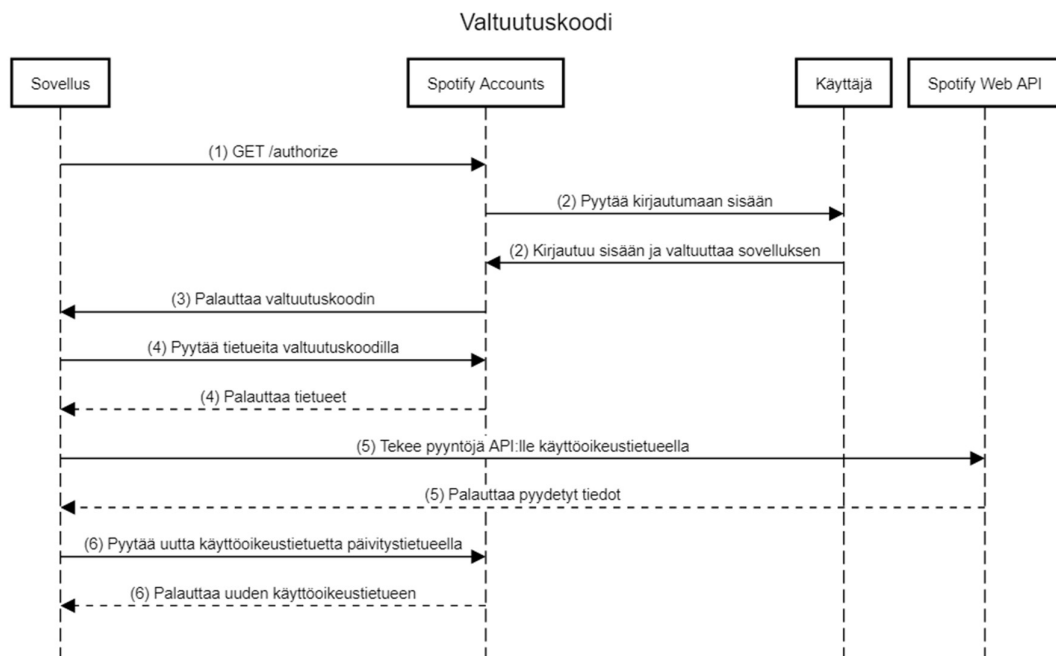 Valtuutuskoodi
Sovellus
Spotify Accounts
Käyttäjä
Spotify Web API
(1) GET /authorize
(2) Pyytää kirjautumaan sisään
(2) Kirjautuu sisään ja valtuuttaa sovelluksen
(3) Palauttaa valtuutuskoodin
(4) Pyytää tietueita valtuutuskoodilla
(4) Palauttaa tietueet
(5) Tekee pyyntöjä API:lle käyttöoikeustietueella
(5) Palauttaa pyydetyt tiedot
(6) Pyytää uutta käyttöoikeustietuetta päivitystietueella
(6) Palauttaa uuden käyttöoikeustietueen